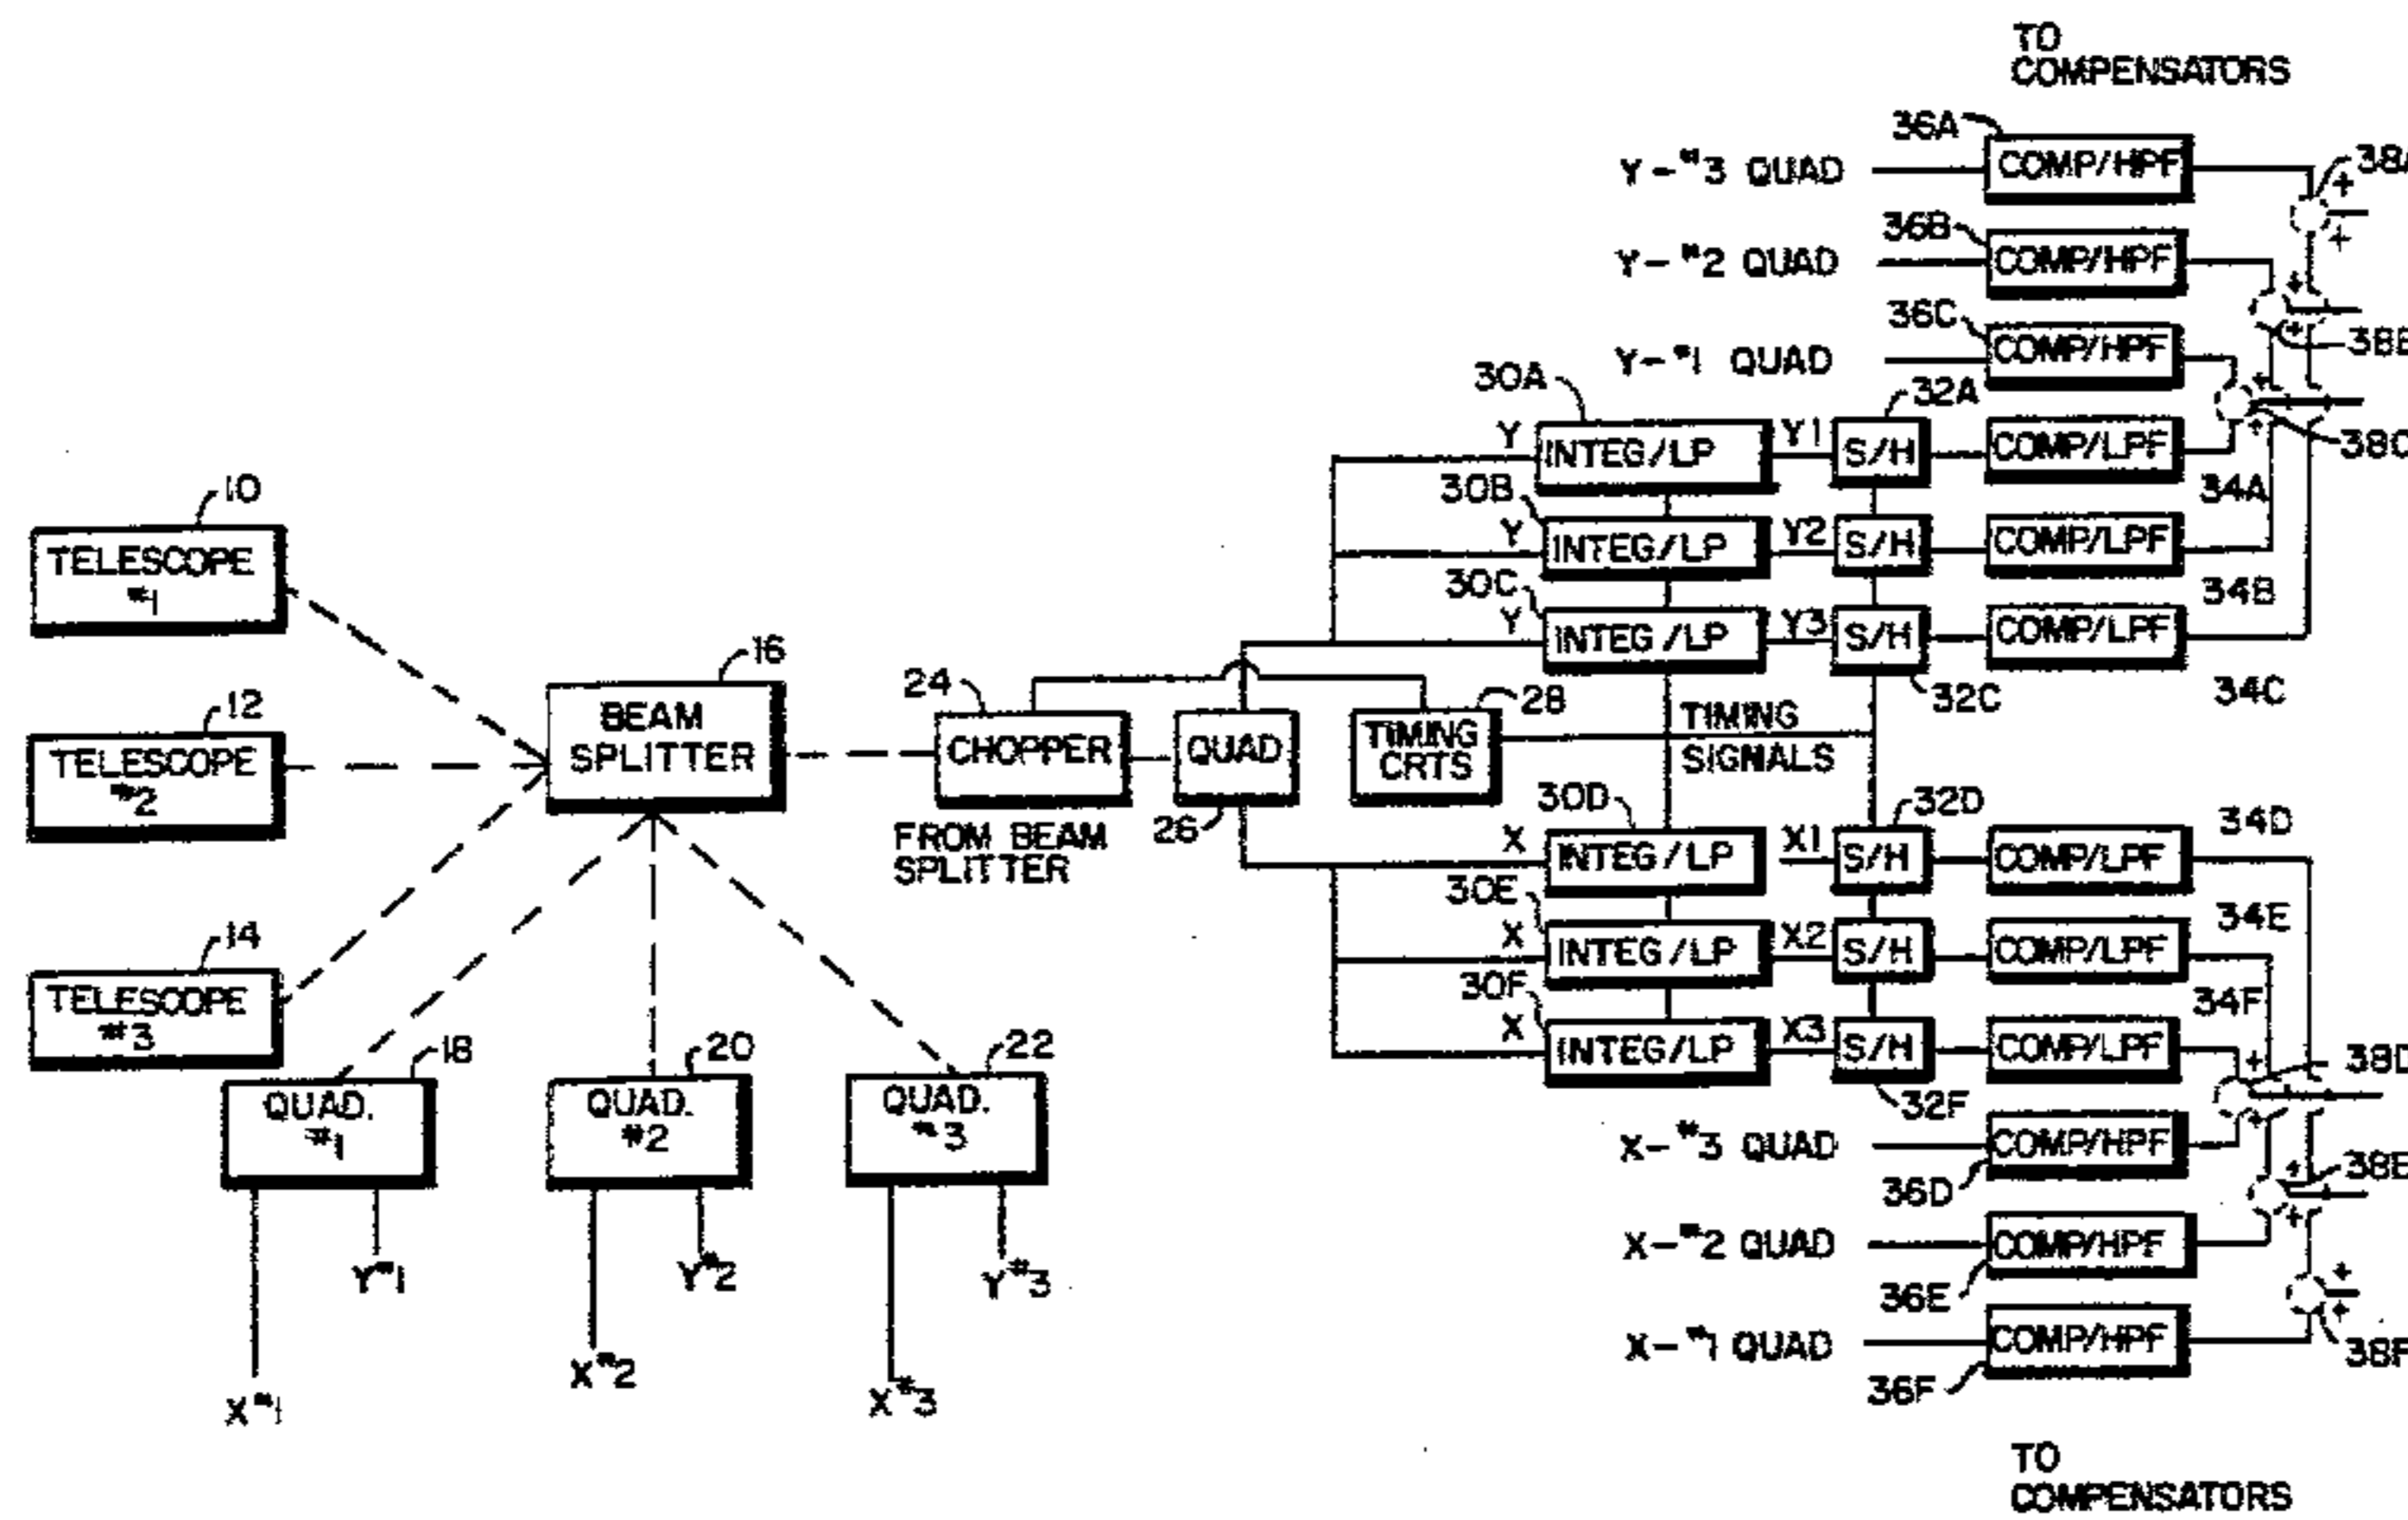 TO
COMPENSATORS
36A
Y-#3 QUAD
COMP/HPF
38A
+
+
36B
Y-#2 QUAD
COMP/HPF
+
+
38B
36C
Y-#1 QUAD
COMP/HPF
+
+
38C
30A
Y
INTEG/LP
Y1
32A
S/H
COMP/LPF
34A
30B
Y
INTEG/LP
Y2
S/H
COMP/LPF
34B
30C
Y
INTEG/LP
Y3
S/H
32C
COMP/LPF
34C
10
TELESCOPE
#1
12
TELESCOPE
#2
14
TELESCOPE
#3
16
BEAM
SPLITTER
24
CHOPPER
FROM BEAM
SPLITTER
QUAD
26
28
TIMING
CRTS
TIMING
SIGNALS
30D
X
INTEG/LP
X1
32D
S/H
COMP/LPF
34D
30E
X
INTEG/LP
X2
S/H
COMP/LPF
34E
30F
X
INTEG/LP
X3
S/H
32F
COMP/LPF
34F
+
+
38D
18
QUAD.
#1
X#1
Y#1
20
QUAD.
#2
X#2
Y#2
22
QUAD.
#3
X#3
Y#3
X-#3 QUAD
COMP/HPF
36D
+
+
38E
X-#2 QUAD
COMP/HPF
36E
X-#1 QUAD
COMP/HPF
36F
+
+
38F
TO
COMPENSATORS